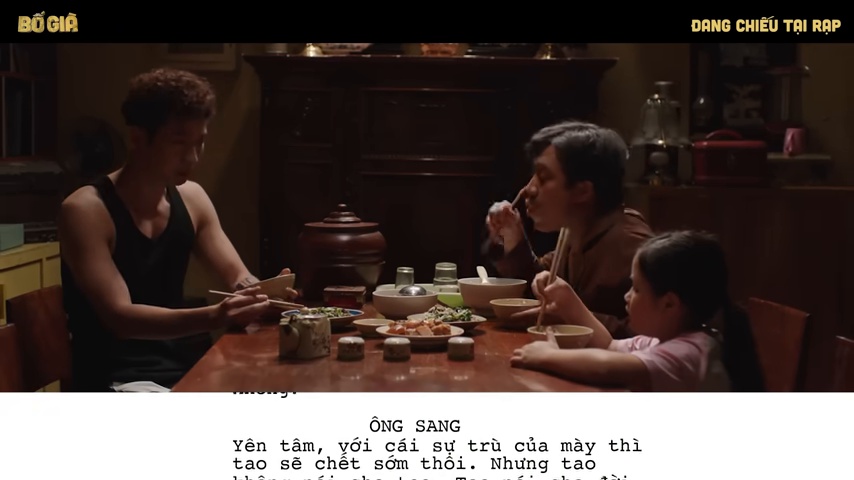 BỐ GIÀ
ĐANG CHIẾU TẠI RẠP
ÔNG SANG
Yên tâm, với cái sự trù của mày thì
tao sẽ chết sớm thôi. Nhưng tao